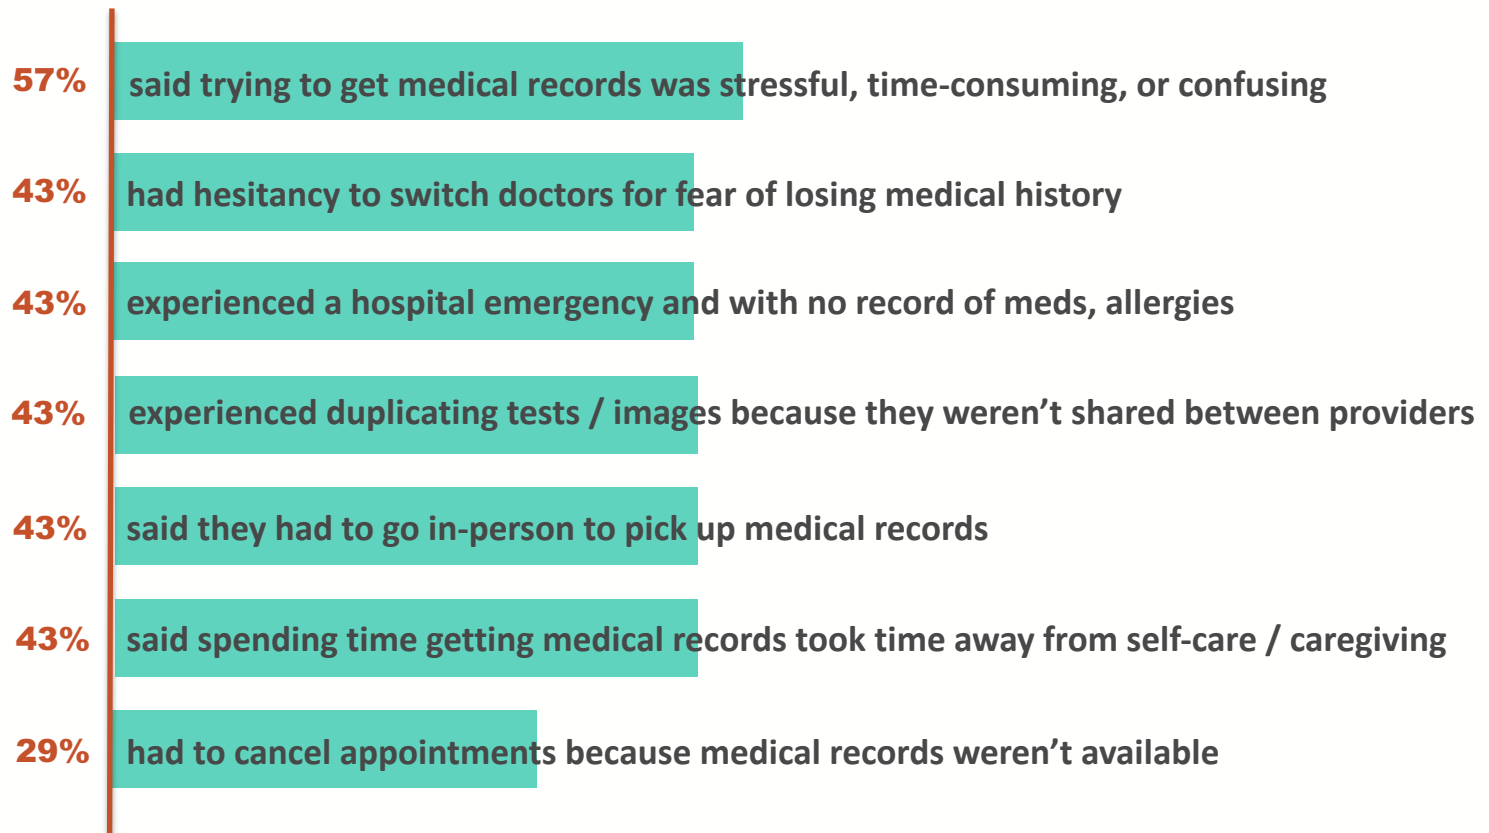 57% said trying to get medical records was stressful, time-consuming, or confusing
43% had hesitancy to switch doctors for fear of losing medical history
43% experienced a hospital emergency and with no record of meds, allergies
43% experienced duplicating tests / images because they weren’t shared between providers
43% said they had to go in-person to pick up medical records
43% said spending time getting medical records took time away from self-care / caregiving
29% had to cancel appointments because medical records weren’t available